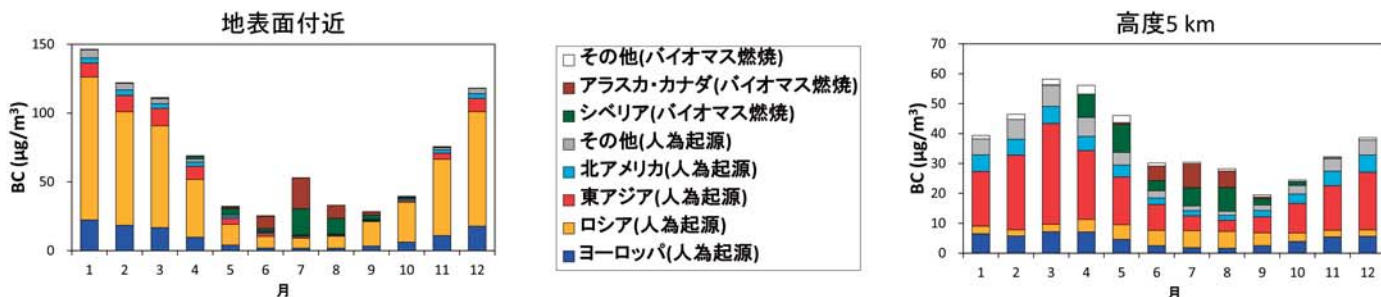 地表面付近
150
100
50
0
BC (μg/m³)
1 2 3 4 5 6 7 8 9 10 11 12
月
その他(バイオマス燃焼)
アラスカ・カナダ(バイオマス燃焼)
シベリア(バイオマス燃焼)
その他(人為起源)
北アメリカ(人為起源)
東アジア(人為起源)
ロシア(人為起源)
ヨーロッパ(人為起源)
高度5 km
70
60
50
40
30
20
10
0
BC (μg/m³)
1 2 3 4 5 6 7 8 9 10 11 12
月